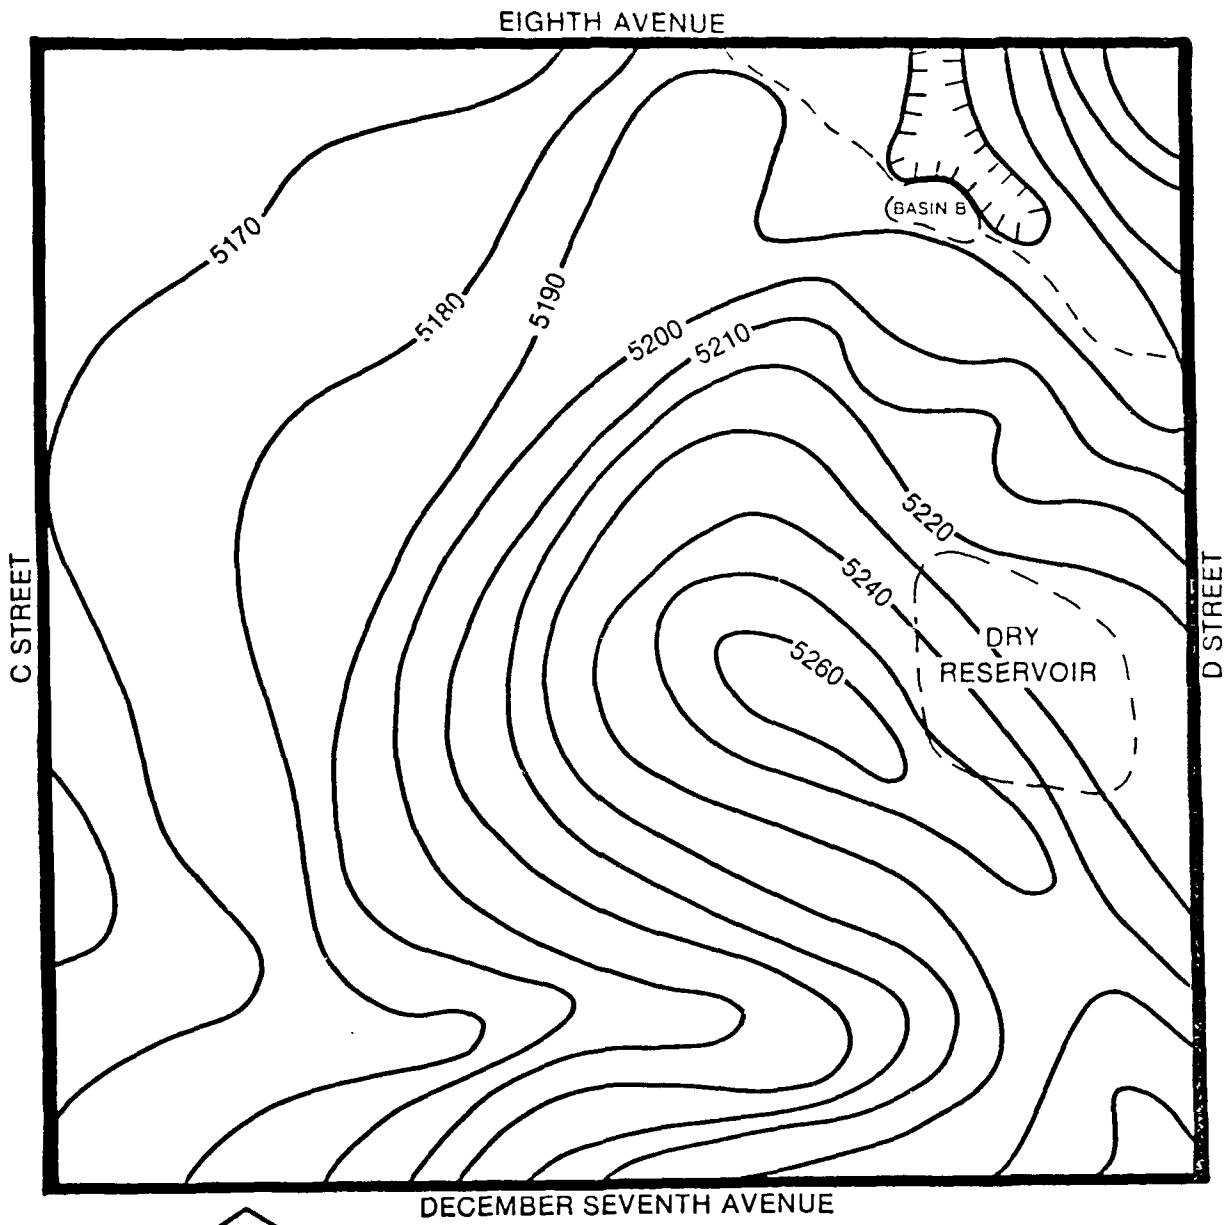 EIGHTH AVENUE
BASIN B
5170
5180
5190
5200
5210
5220
5240
C STREET
D STREET
DRY
RESERVOIR
5260
DECEMBER SEVENTH AVENUE